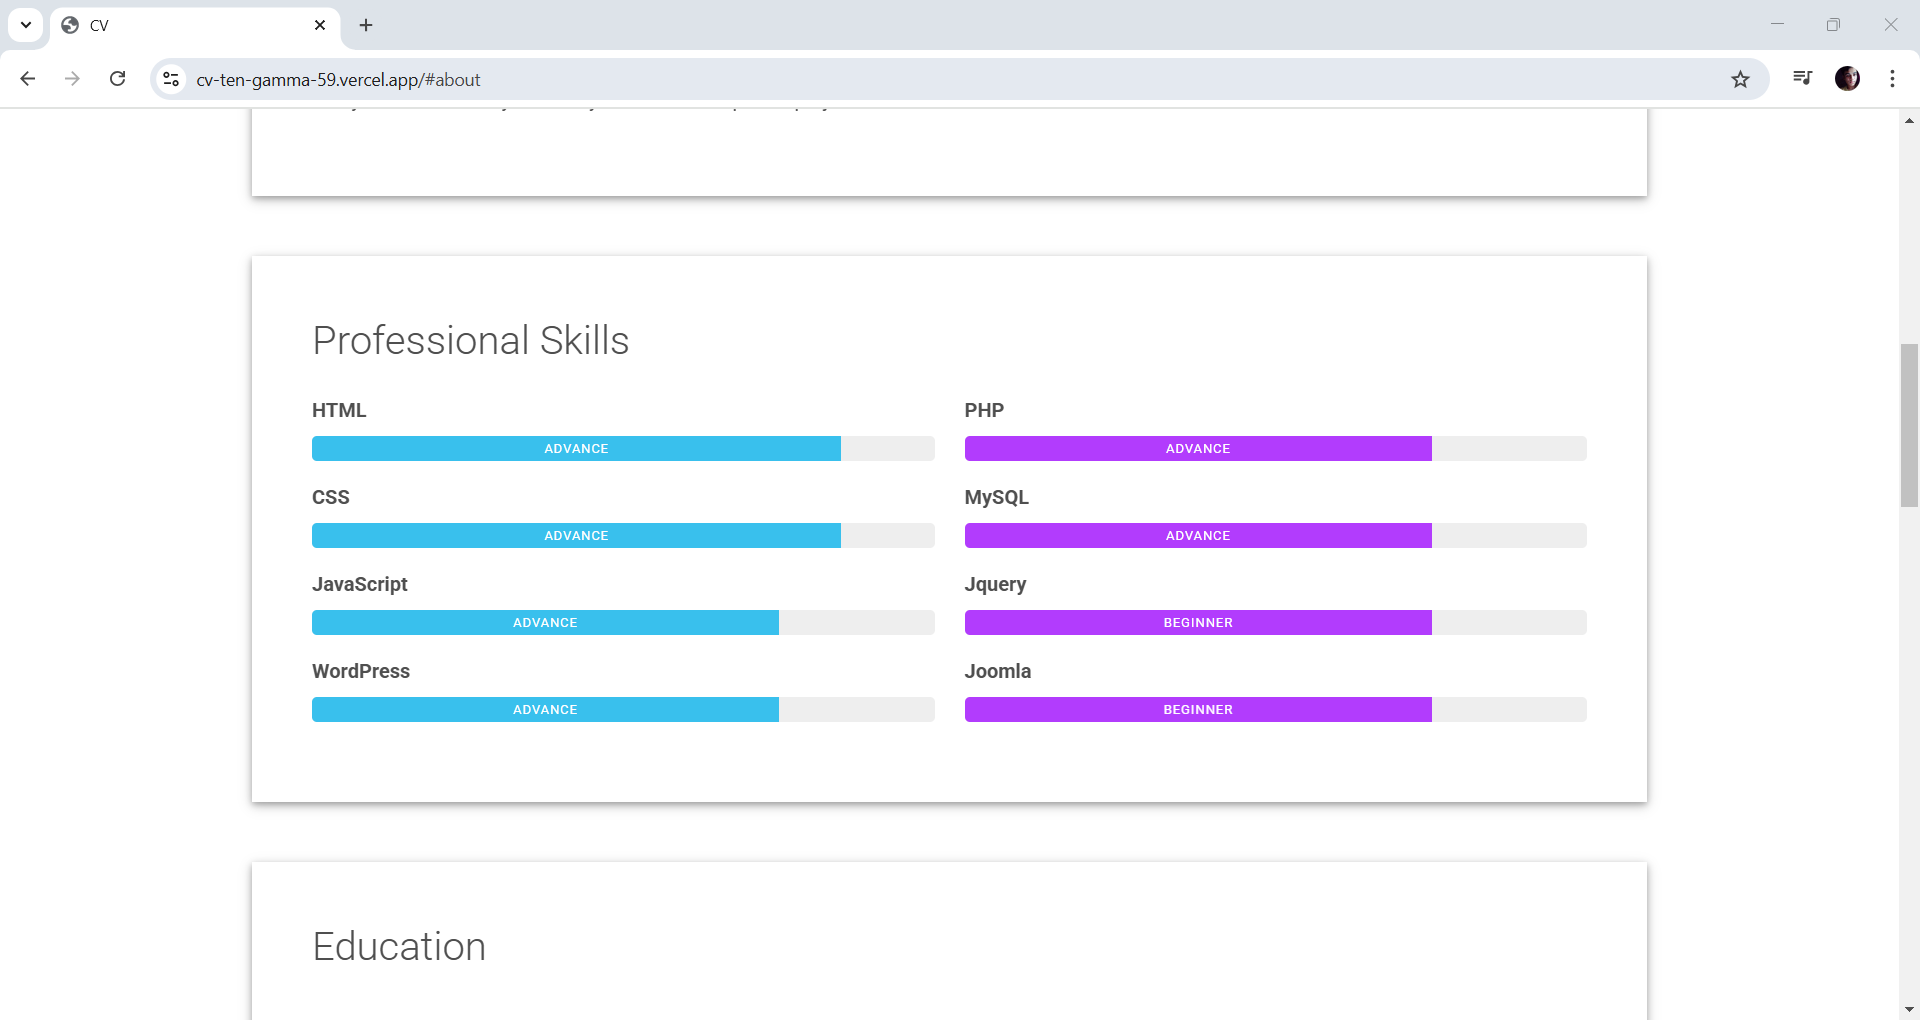 CV
cv-ten-gamma-59.vercel.app/#about
Professional Skills
HTML
ADVANCE
CSS
ADVANCE
JavaScript
ADVANCE
WordPress
ADVANCE
PHP
ADVANCE
MySQL
ADVANCE
Jquery
BEGINNER
Joomla
BEGINNER
Education